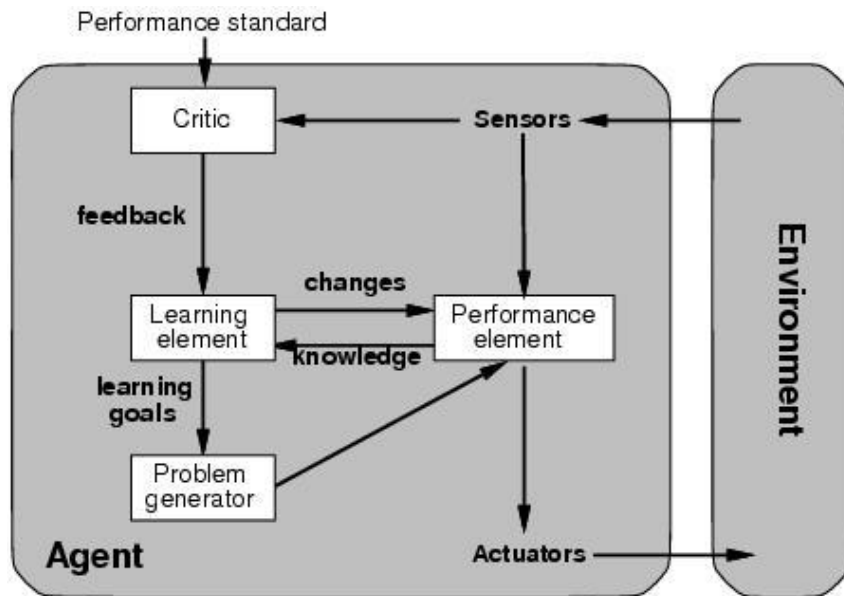 Performance standard
Critic
Sensors
feedback
changes
Learning
element
Performance
element
knowledge
learning
goals
Problem
generator
Agent
Actuators
Environment